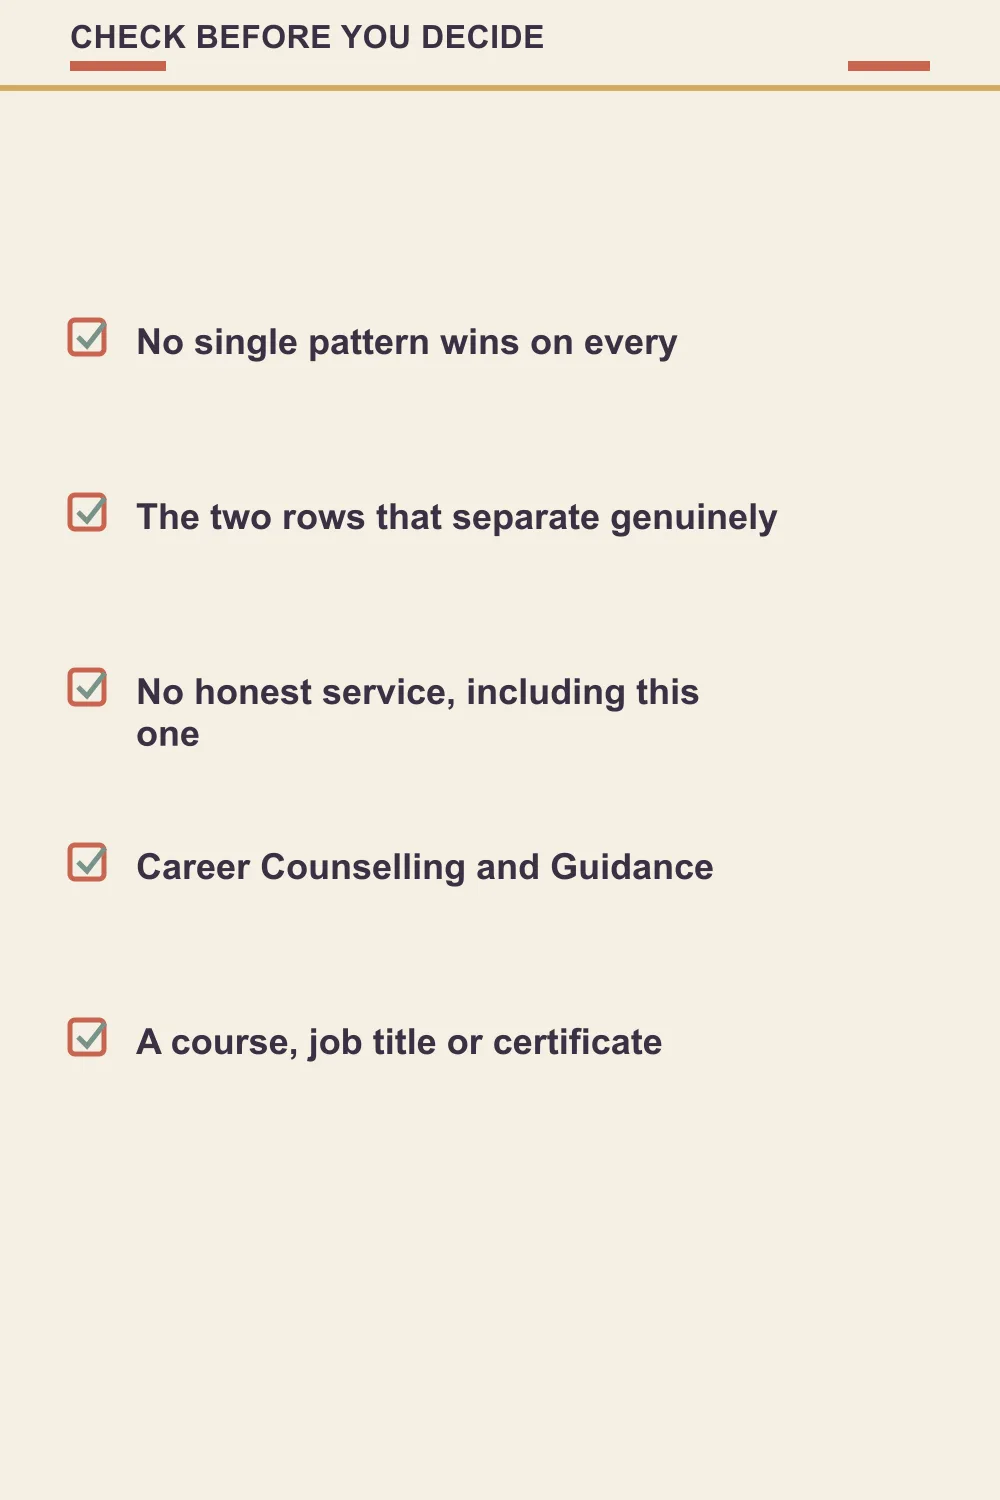 CHECK BEFORE YOU DECIDE
No single pattern wins on every
The two rows that separate genuinely
No honest service, including this
one
Career Counselling and Guidance
A course, job title or certificate